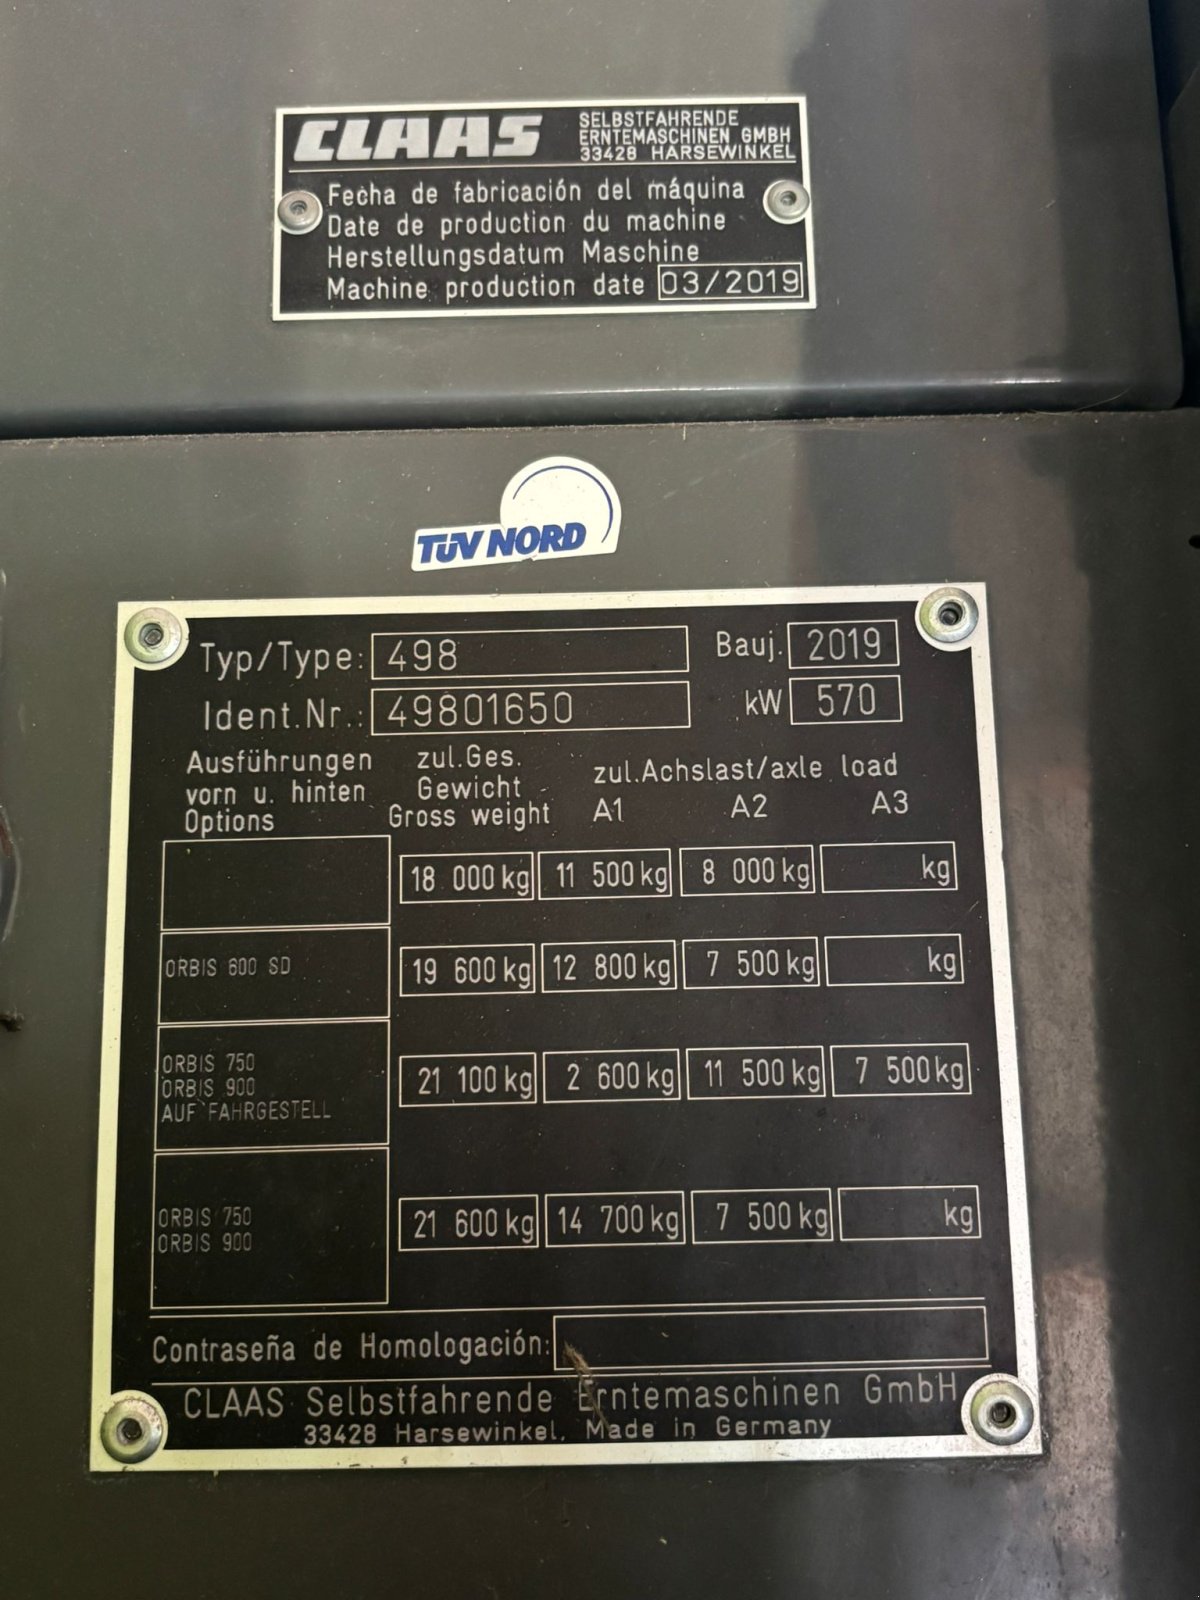 CLAAS
SELBSTFAHRENDE
ERNTEMASCHINEN GMBH
33428 HARSEWINKEL
Fecha de fabricación del máquina
Date de production du machine
Herstellungsdatum Maschine
Machine production date 03/2019
TÜV NORD
Typ/Type: 498 Bauj. 2019
Ident.Nr.: 49801650 kW 570
Ausführungen
vorn u. hinten
Options
zul.Ges.
Gewicht
Gross weight
zul.Achslast/axle load
A1 A2 A3
18 000 kg 11 500 kg 8 000 kg kg
ORBIS 600 SD 19 600 kg 12 800 kg 7 500 kg kg
ORBIS 750
ORBIS 900
AUF FAHRGESTELL
21 100 kg 2 600 kg 11 500 kg 7 500 kg
ORBIS 750
ORBIS 900
21 600 kg 14 700 kg 7 500 kg kg
Contraseña de Homologación:
CLAAS Selbstfahrende Erntemaschinen GmbH
33428 Harsewinkel, Made in Germany